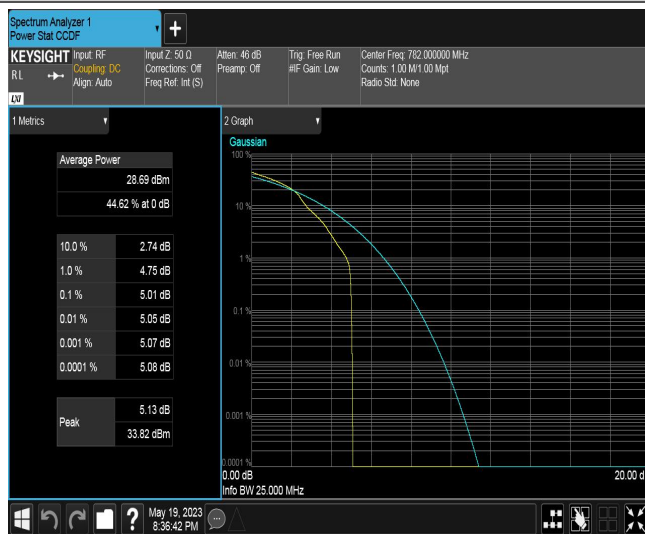 Spectrum Analyzer 1
Power Stat CCDF
KEYSIGHT
RL
LXI
Input: RF
Coupling: DC
Align: Auto
Input Z: 50 Ω
Corrections: Off
Freq Ref: Int (S)
Atten: 46 dB
Preamp: Off
Trig: Free Run
#IF Gain: Low
Center Freq: 782.000000 MHz
Counts: 1.00 M/1.00 Mpt
Radio Std: None
1 Metrics
Average Power
28.69 dBm
44.62 % at 0 dB
10.0 % 2.74 dB
1.0 % 4.75 dB
0.1 % 5.01 dB
0.01 % 5.05 dB
0.001 % 5.07 dB
0.0001 % 5.08 dB
Peak
5.13 dB
33.82 dBm
2 Graph
Gaussian
100 %
10 %
1 %
0.1 %
0.01 %
0.001 %
0.0001 %
0.00 dB
20.00 d
Info BW 25.000 MHz
?
May 19, 2023
8:36:42 PM